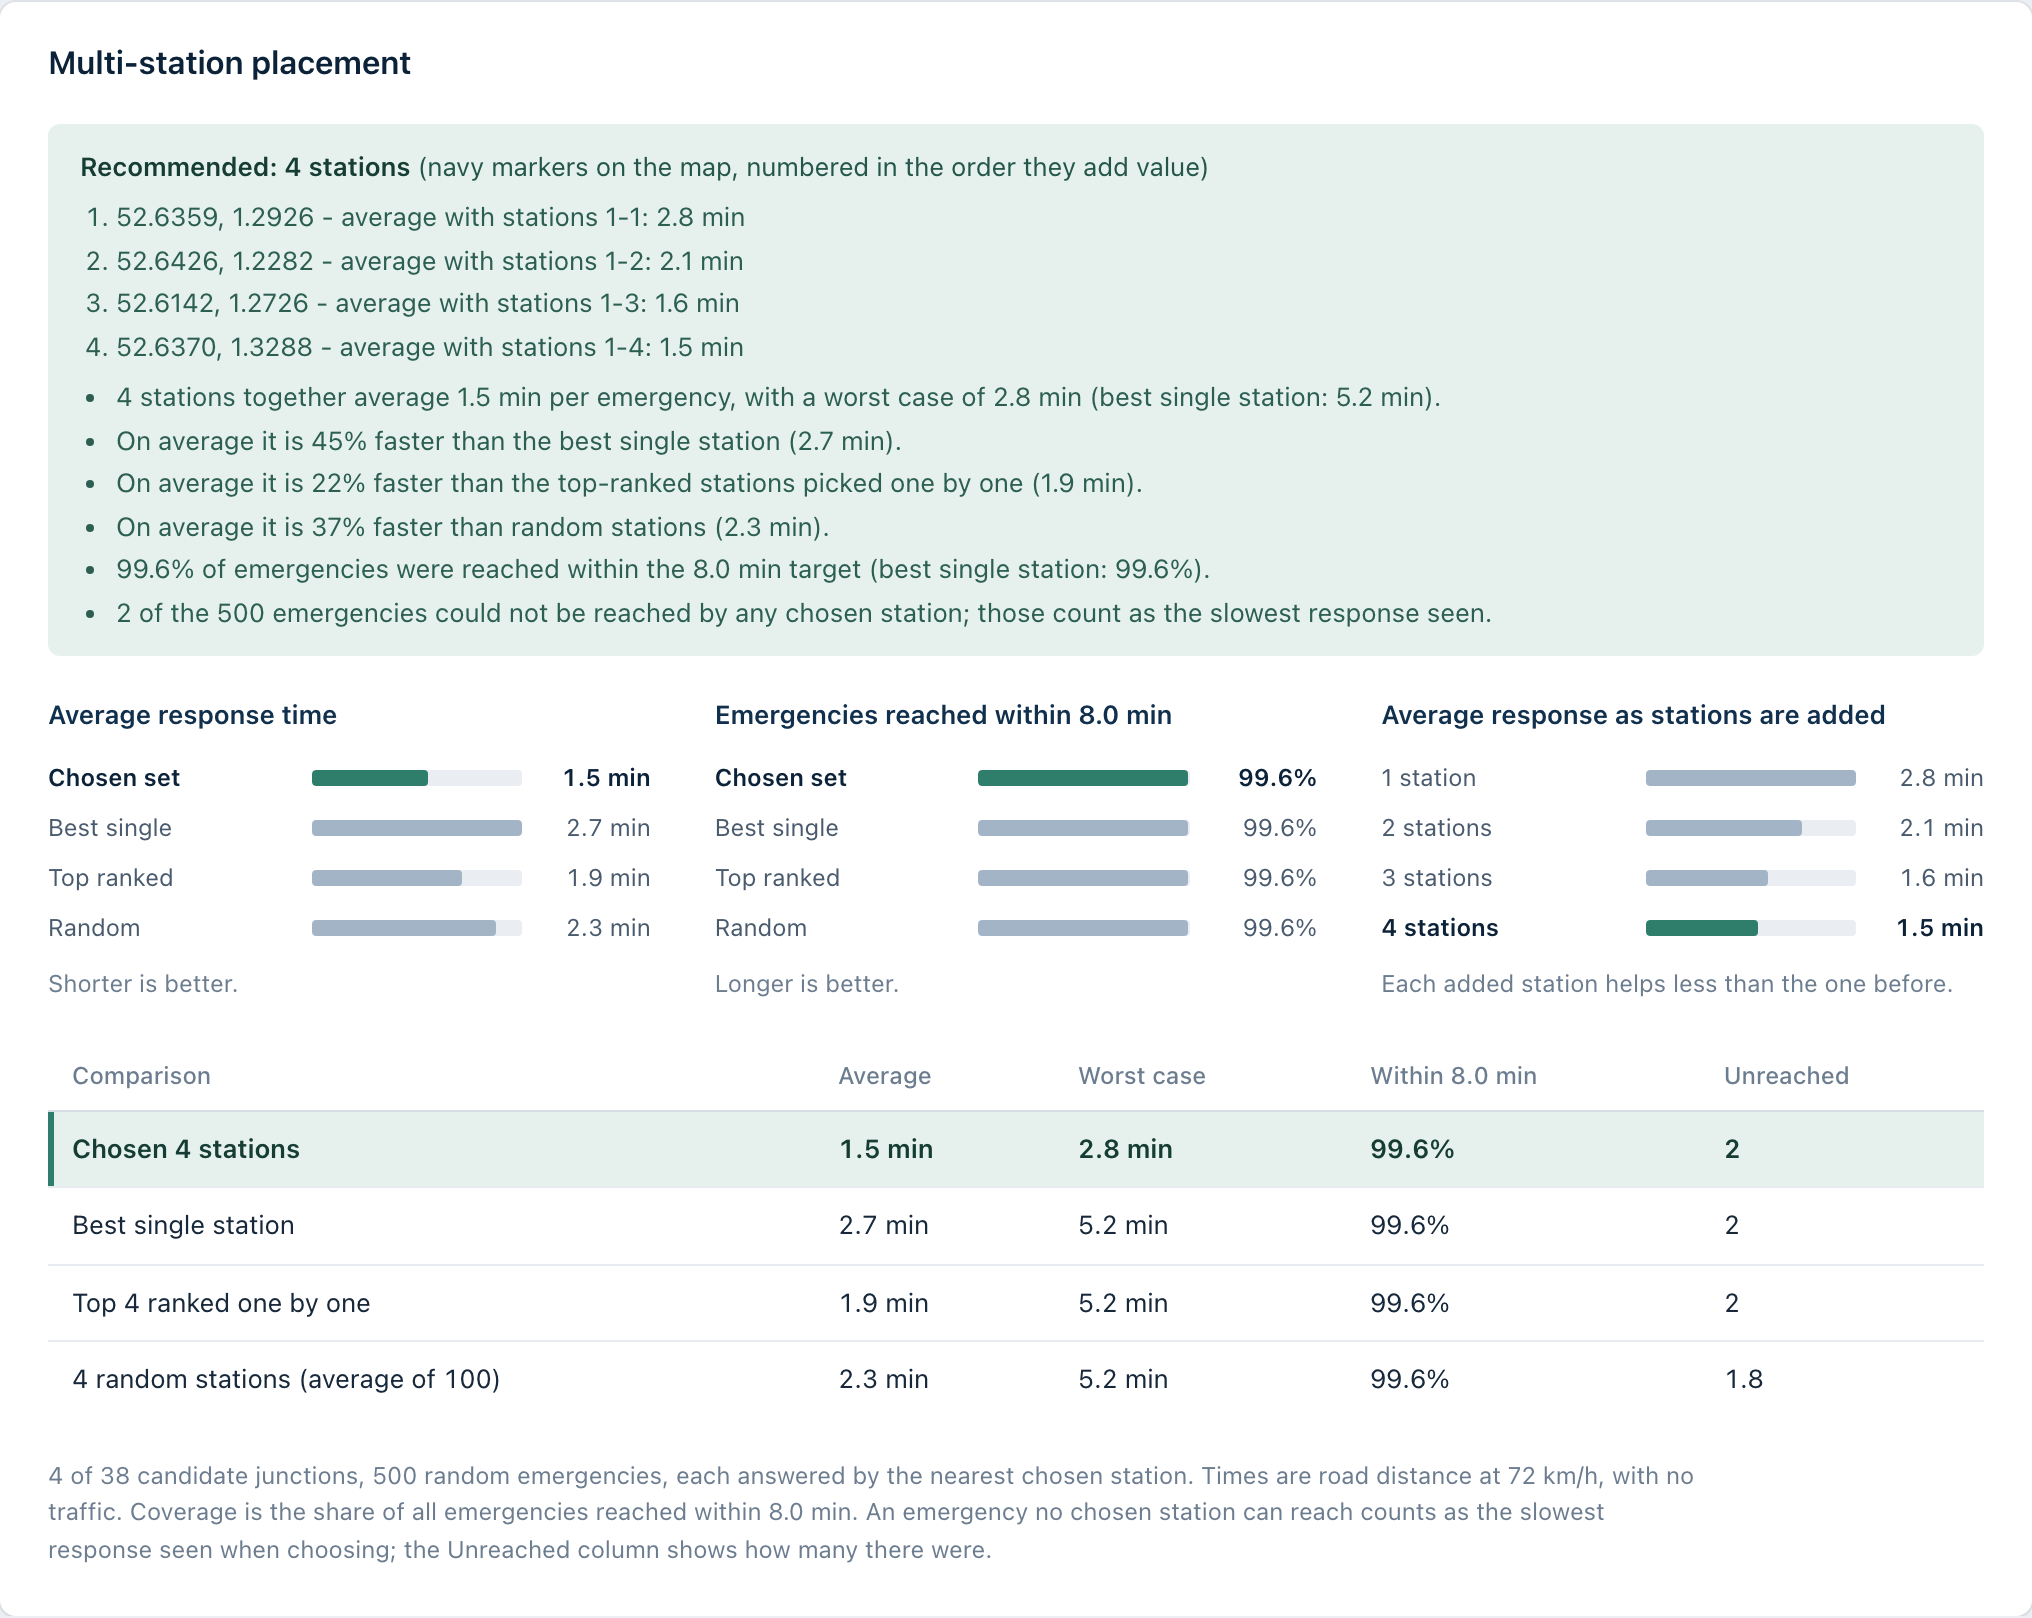 Multi-station placement
Recommended: 4 stations (navy markers on the map, numbered in the order they add value)
1. 52.6359, 1.2926 - average with stations 1-1: 2.8 min
2. 52.6426, 1.2282 - average with stations 1-2: 2.1 min
3. 52.6142, 1.2726 - average with stations 1-3: 1.6 min
4. 52.6370, 1.3288 - average with stations 1-4: 1.5 min
• 4 stations together average 1.5 min per emergency, with a worst case of 2.8 min (best single station: 5.2 min).
• On average it is 45% faster than the best single station (2.7 min).
• On average it is 22% faster than the top-ranked stations picked one by one (1.9 min).
• On average it is 37% faster than random stations (2.3 min).
• 99.6% of emergencies were reached within the 8.0 min target (best single station: 99.6%).
• 2 of the 500 emergencies could not be reached by any chosen station; those count as the slowest response seen.
Average response time
Chosen set 1.5 min
Best single 2.7 min
Top ranked 1.9 min
Random 2.3 min
Shorter is better.
Emergencies reached within 8.0 min
Chosen set 99.6%
Best single 99.6%
Top ranked 99.6%
Random 99.6%
Longer is better.
Average response as stations are added
1 station 2.8 min
2 stations 2.1 min
3 stations 1.6 min
4 stations 1.5 min
Each added station helps less than the one before.
Comparison Average Worst case Within 8.0 min Unreached
Chosen 4 stations 1.5 min 2.8 min 99.6% 2
Best single station 2.7 min 5.2 min 99.6% 2
Top 4 ranked one by one 1.9 min 5.2 min 99.6% 2
4 random stations (average of 100) 2.3 min 5.2 min 99.6% 1.8
4 of 38 candidate junctions, 500 random emergencies, each answered by the nearest chosen station. Times are road distance at 72 km/h, with no
traffic. Coverage is the share of all emergencies reached within 8.0 min. An emergency no chosen station can reach counts as the slowest
response seen when choosing; the Unreached column shows how many there were.